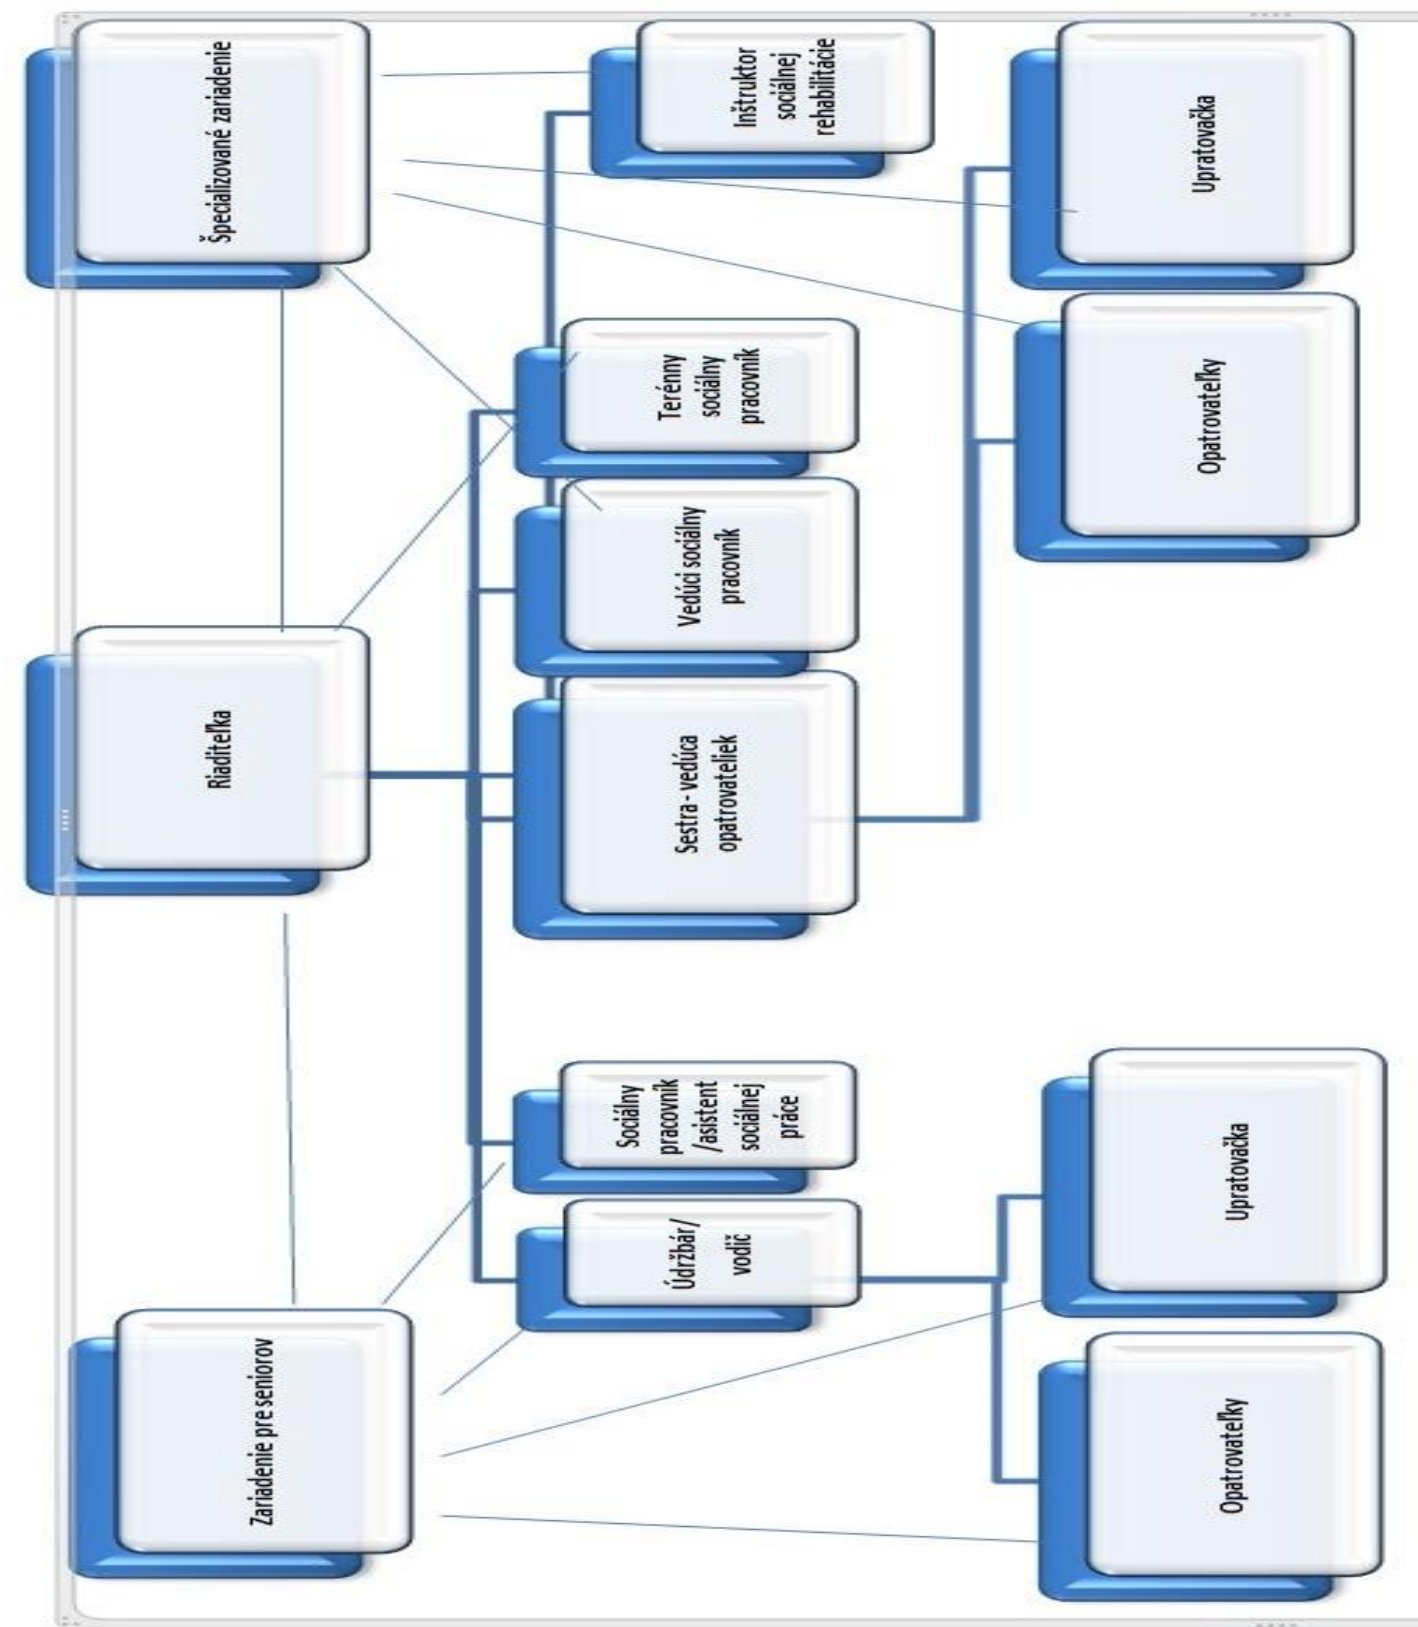 Zariadenie pre seniorov
Riaditeľka
Špecializované zariadenie
Údržbár/
vodič
Sociálny
pracovník
/asistent
sociálnej
práce
Sestra - vedúca
opatrovateliek
Vedúci sociálny
pracovník
Terénny
sociálny
pracovník
Inštruktor
sociálnej
rehabilitácie
Opatrovateľky
Upratovačka
Opatrovateľky
Upratovačka